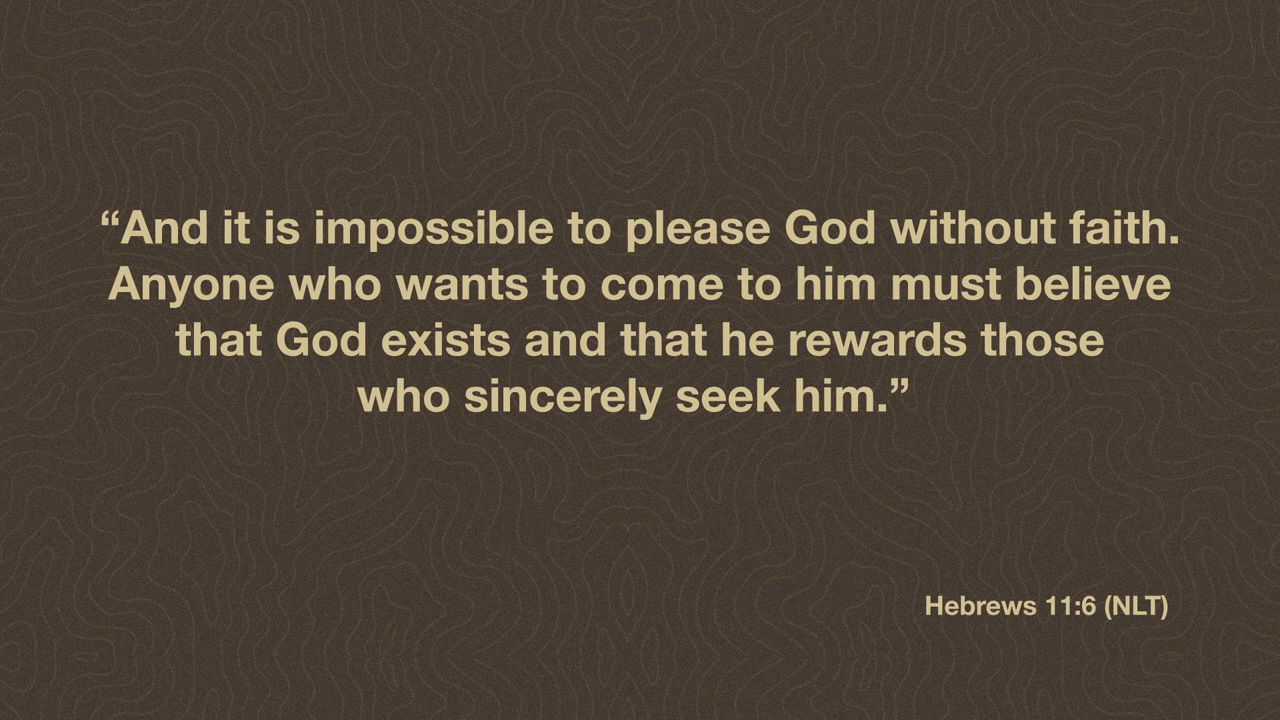 “And it is impossible to please God without faith.
Anyone who wants to come to him must believe
that God exists and that he rewards those
who sincerely seek him.”
Hebrews 11:6 (NLT)